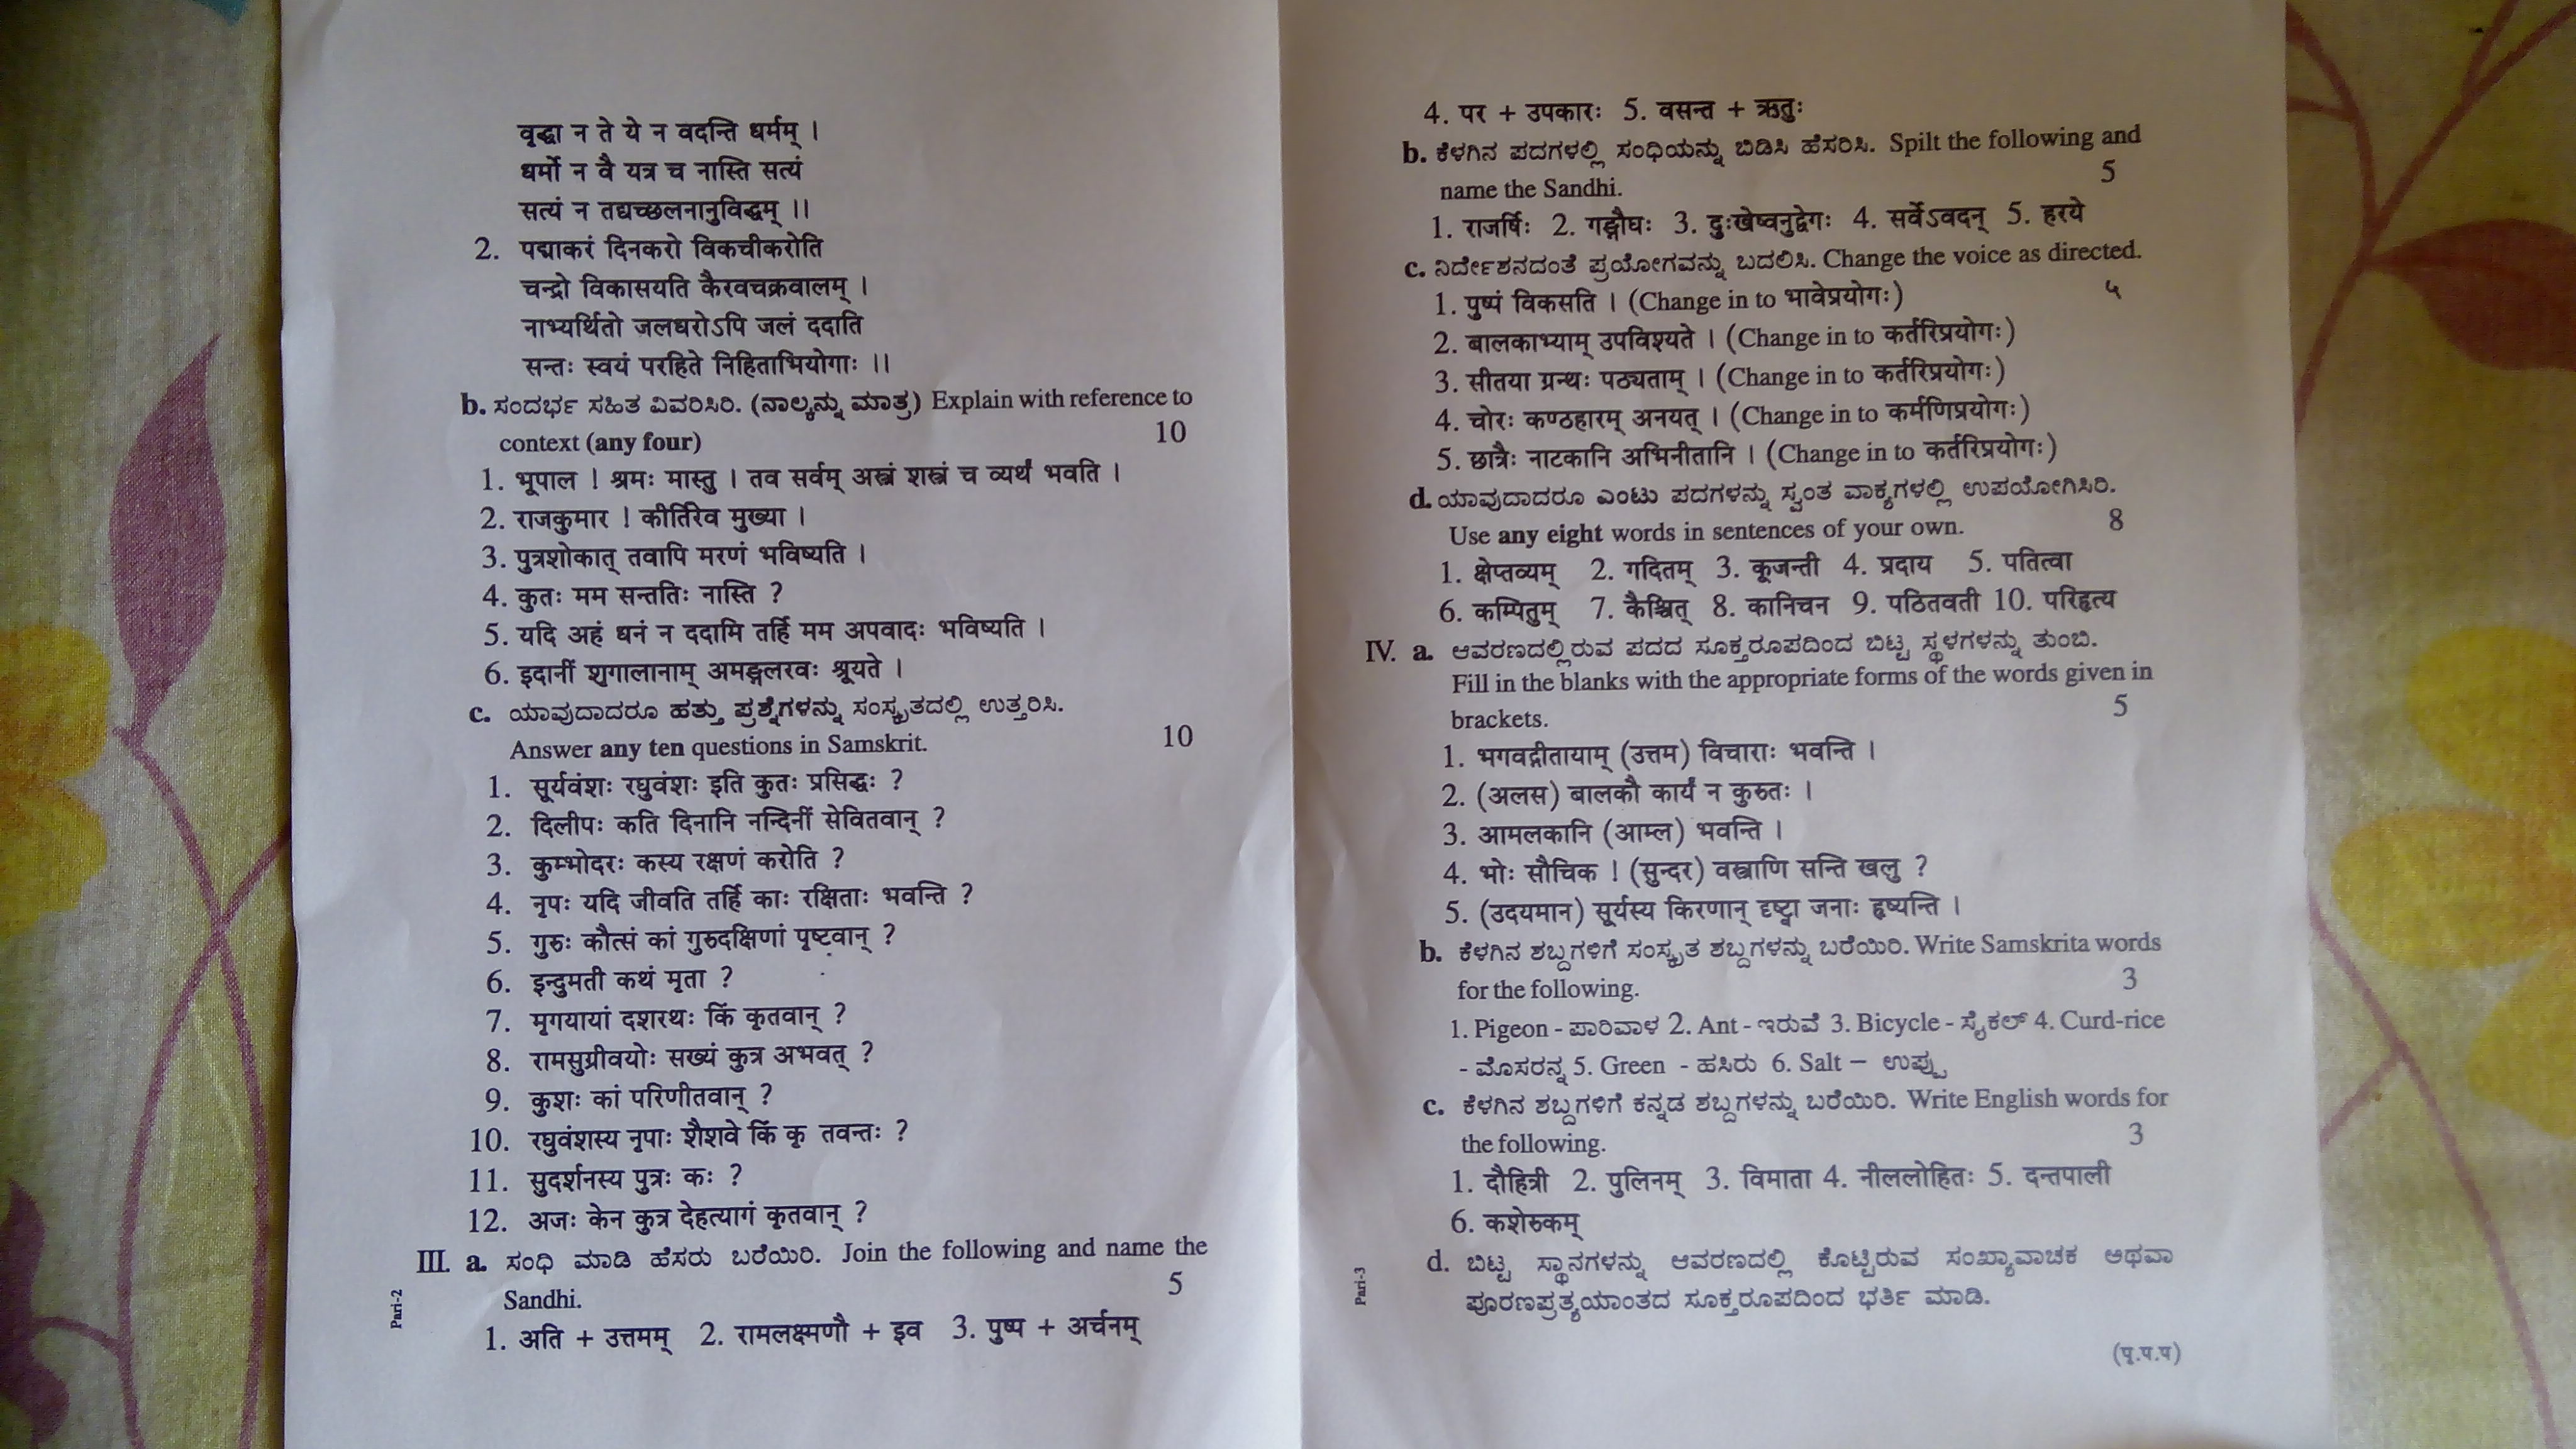 वृद्धा न ते ये न वदन्ति धर्मम् ।
धर्मो न वै यत्र च नास्ति सत्यं
सत्यं न तद्यच्छलनानुविद्धम् ।।
2. पद्माकरं दिनकरो विकचीकरोति
चन्द्रो विकासयति कैरवचक्रवालम् ।
नाभ्यर्थितो जलधरोऽपि जलं ददाति
सन्तः स्वयं परहिते निहिताभियोगाः ।।
b. ಸಂದರ್ಭ ಸಹಿತ ವಿವರಿಸಿರಿ. (ನಾಲ್ಕನ್ನು ಮಾತ್ರ) Explain with reference to
context (any four) 10
1. भूपाल ! श्रमः मास्तु । तव सर्वम् अस्त्रं शस्त्रं च व्यर्थं भवति ।
2. राजकुमार ! कीर्तिरेव मुख्या ।
3. पुत्रशोकात् तवापि मरणं भविष्यति ।
4. कुतः मम सन्ततिः नास्ति ?
5. यदि अहं धनं न ददामि तर्हि मम अपवादः भविष्यति ।
6. इदानीं शृगालानाम् अमङ्गलरवः श्रूयते ।
c. ಯಾವುದಾದರೂ ಹತ್ತು ಪ್ರಶ್ನೆಗಳನ್ನು ಸಂಸ್ಕೃತದಲ್ಲಿ ಉತ್ತರಿಸಿ.
Answer any ten questions in Samskrit. 10
1. सूर्यवंशः रघुवंशः इति कुतः प्रसिद्धः ?
2. दिलीपः कति दिनानि नन्दिनीं सेवितवान् ?
3. कुम्भोदरः कस्य रक्षणं करोति ?
4. नृपः यदि जीवति तर्हि काः रक्षिताः भवन्ति ?
5. गुरुः कौत्सं कां गुरुदक्षिणां पृष्टवान् ?
6. इन्दुमती कथं मृता ?
7. मृगयायां दशरथः किं कृतवान् ?
8. रामसुग्रीवयोः सख्यं कुत्र अभवत् ?
9. कुशः कां परिणीतवान् ?
10. रघुवंशस्य नृपाः शैशवे किं कृ तवन्तः ?
11. सुदर्शनस्य पुत्रः कः ?
12. अजः केन कुत्र देहत्यागं कृतवान् ?
III. a. ಸಂಧಿ ಮಾಡಿ ಹೆಸರು ಬರೆಯಿರಿ. Join the following and name the
Sandhi. 5
1. अति + उत्तमम् 2. रामलक्ष्मणौ + इव 3. पुष्प + अर्चनम्
Pari-2
4. पर + उपकारः 5. वसन्त + ऋतुः
b. ಕೆಳಗಿನ ಪದಗಳಲ್ಲಿ ಸಂಧಿಯನ್ನು ಬಿಡಿಸಿ ಹೆಸರಿಸಿ. Spilt the following and
name the Sandhi. 5
1. राजर्षिः 2. गङ्गौघः 3. दुःखेष्वनुद्वेगः 4. सर्वेऽवदन् 5. हरये
c. ನಿರ್ದೇಶನದಂತೆ ಪ್ರಯೋಗವನ್ನು ಬದಲಿಸಿ. Change the voice as directed.
1. पुष्पं विकसति । (Change in to भावेप्रयोगः) ५
2. बालकाभ्याम् उपविश्यते । (Change in to कर्तरिप्रयोगः)
3. सीतया ग्रन्थः पठ्यताम् । (Change in to कर्तरिप्रयोगः)
4. चोरः कण्ठहारम् अनयत् । (Change in to कर्मणिप्रयोगः)
5. छात्रैः नाटकानि अभिनीतानि । (Change in to कर्तरिप्रयोगः)
d. ಯಾವುದಾದರೂ ಎಂಟು ಪದಗಳನ್ನು ಸ್ವಂತ ವಾಕ್ಯಗಳಲ್ಲಿ ಉಪಯೋಗಿಸಿರಿ.
Use any eight words in sentences of your own. 8
1. क्षेप्तव्यम् 2. गदितम् 3. कूजन्ती 4. प्रदाय 5. पतित्वा
6. कम्पितुम् 7. कैश्चित् 8. कानिचन 9. पठितवती 10. परिहृत्य
IV. a. ಆವರಣದಲ್ಲಿರುವ ಪದದ ಸೂಕ್ತರೂಪದಿಂದ ಬಿಟ್ಟ ಸ್ಥಳಗಳನ್ನು ತುಂಬಿ.
Fill in the blanks with the appropriate forms of the words given in
brackets. 5
1. भगवद्गीतायाम् (उत्तम) विचाराः भवन्ति ।
2. (अलस) बालकौ कार्यं न कुरुतः ।
3. आमलकानि (आम्ल) भवन्ति ।
4. भोः सौचिक ! (सुन्दर) वस्त्राणि सन्ति खलु ?
5. (उदयमान) सूर्यस्य किरणान् दृष्ट्वा जनाः हृष्यन्ति ।
b. ಕೆಳಗಿನ ಶಬ್ದಗಳಿಗೆ ಸಂಸ್ಕೃತ ಶಬ್ದಗಳನ್ನು ಬರೆಯಿರಿ. Write Samskrita words
for the following. 3
1. Pigeon - ಪಾರಿವಾಳ 2. Ant - ಇರುವೆ 3. Bicycle - ಸೈಕಲ್ 4. Curd-rice
- ಮೊಸರನ್ನ 5. Green - ಹಸಿರು 6. Salt – ಉಪ್ಪು
c. ಕೆಳಗಿನ ಶಬ್ದಗಳಿಗೆ ಕನ್ನಡ ಶಬ್ದಗಳನ್ನು ಬರೆಯಿರಿ. Write English words for
the following. 3
1. दौहित्री 2. पुलिनम् 3. विमाता 4. नीललोहितः 5. दन्तपाली
6. कशेरुकम्
d. ಬಿಟ್ಟ ಸ್ಥಾನಗಳನ್ನು ಆವರಣದಲ್ಲಿ ಕೊಟ್ಟಿರುವ ಸಂಖ್ಯಾವಾಚಕ ಅಥವಾ
ಪೂರಣಪ್ರತ್ಯಯಾಂತದ ಸೂಕ್ತರೂಪದಿಂದ ಭರ್ತಿ ಮಾಡಿ.
Pari-3
(पृ.प.प)